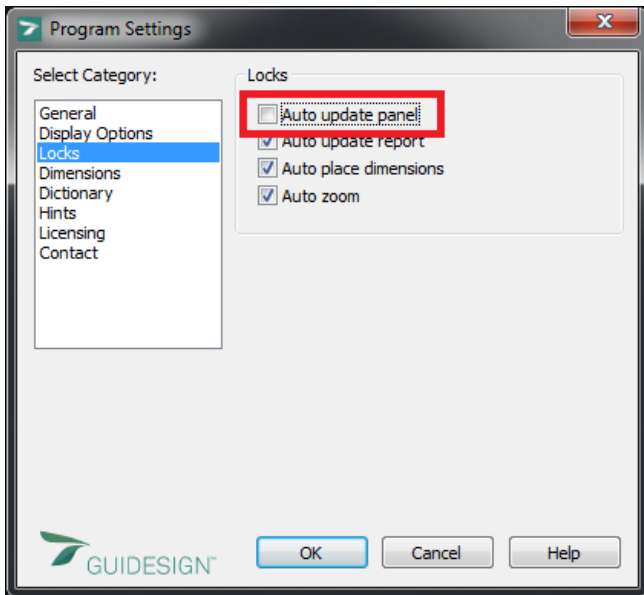 Program Settings
Select Category:
General
Display Options
Locks
Dimensions
Dictionary
Hints
Licensing
Contact
Locks
Auto update panel
Auto update report
Auto place dimensions
Auto zoom
GUIDESIGN™
OK
Cancel
Help